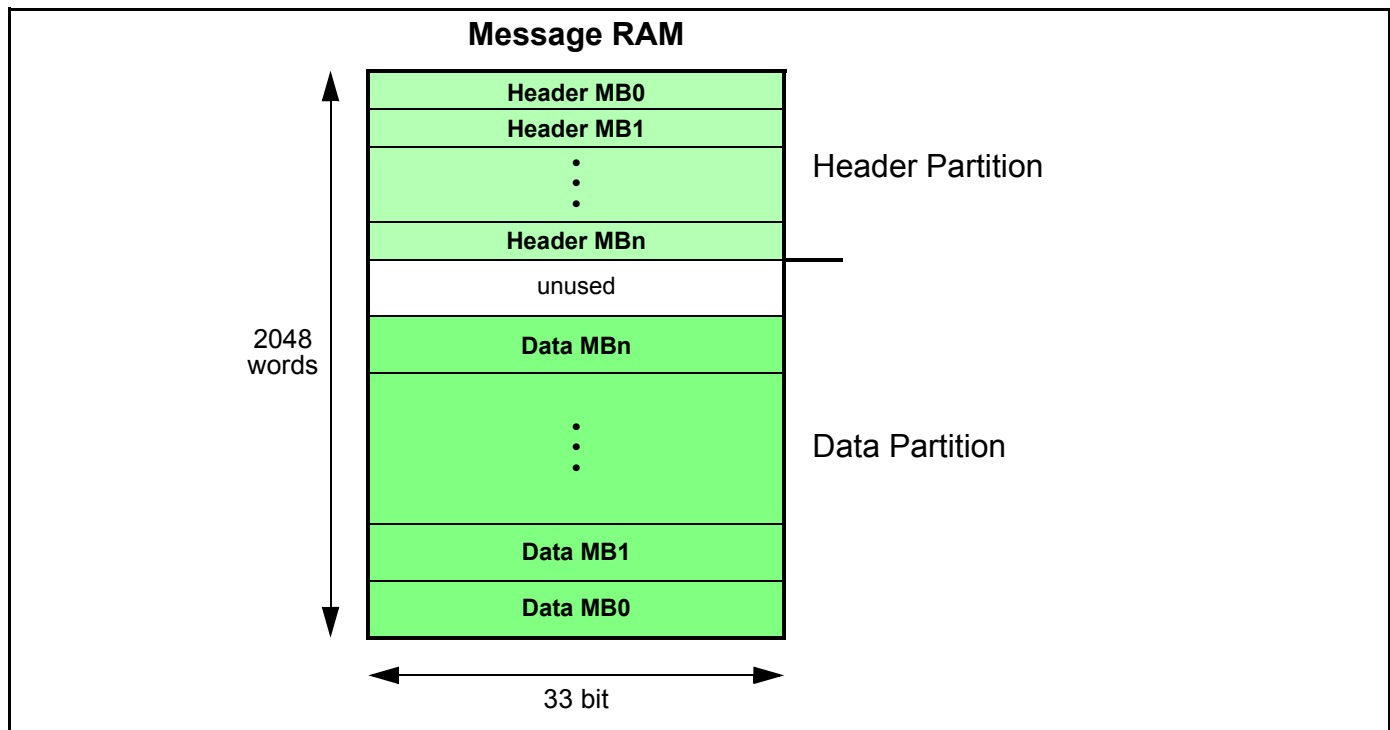 Message RAM
Header MB0
Header MB1
Header Partition
Header MBn
unused
2048
words
Data MBn
Data Partition
Data MB1
Data MB0
33 bit